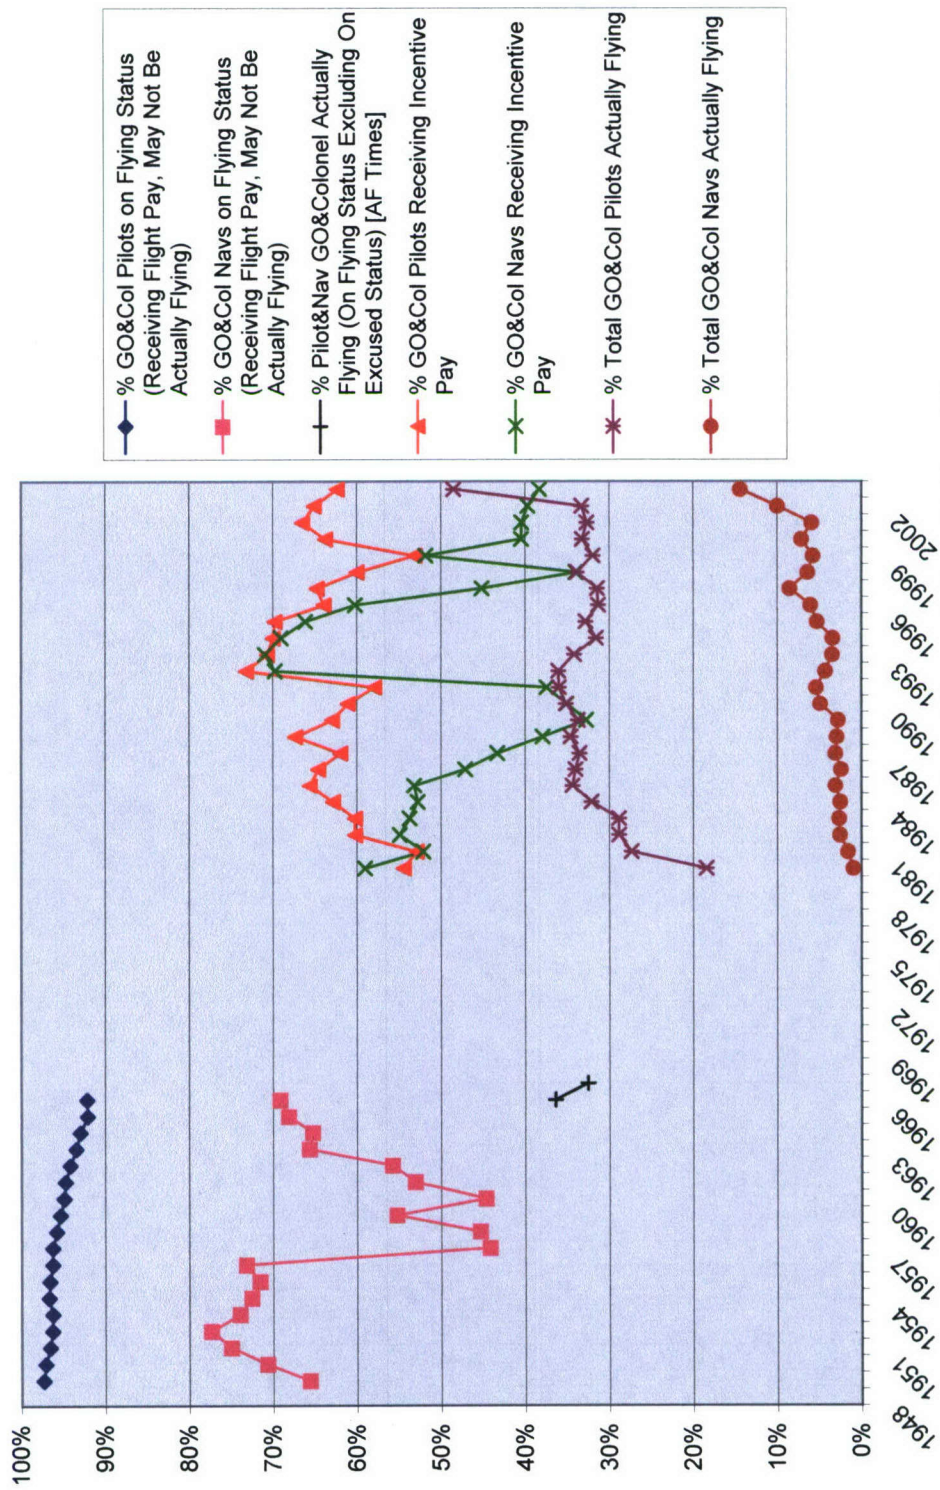 100%
90%
80%
70%
60%
50%
40%
30%
20%
10%
0%
1948
1951
1954
1957
1960
1963
1966
1969
1972
1975
1978
1981
1984
1987
1990
1993
1996
1999
2002
% GO&Col Pilots on Flying Status
(Receiving Flight Pay, May Not Be
Actually Flying)
% GO&Col Navs on Flying Status
(Receiving Flight Pay, May Not Be
Actually Flying)
% Pilot&Nav GO&Colonel Actually
Flying (On Flying Status Excluding On
Excused Status) [AF Times]
% GO&Col Pilots Receiving Incentive
Pay
% GO&Col Navs Receiving Incentive
Pay
% Total GO&Col Pilots Actually Flying
% Total GO&Col Navs Actually Flying